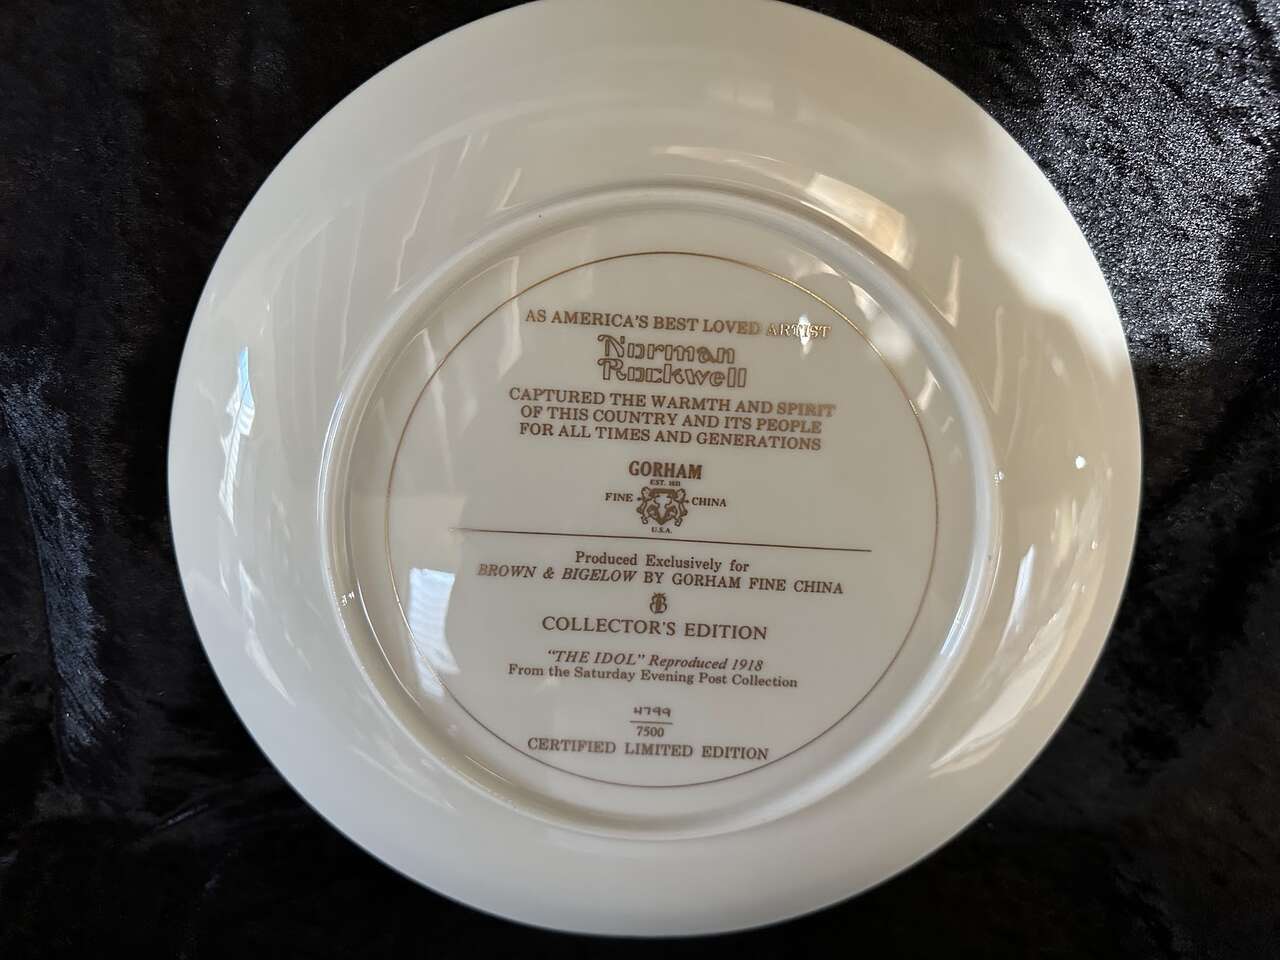 AS AMERICA'S BEST LOVED ARTIST
Norman
Rockwell
CAPTURED THE WARMTH AND SPIRIT
OF THIS COUNTRY AND ITS PEOPLE
FOR ALL TIMES AND GENERATIONS
GORHAM
EST. 1831
FINE CHINA
U.S.A.
Produced Exclusively for
BROWN & BIGELOW BY GORHAM FINE CHINA
COLLECTOR'S EDITION
"THE IDOL" Reproduced 1918
From the Saturday Evening Post Collection
4799
7500
CERTIFIED LIMITED EDITION